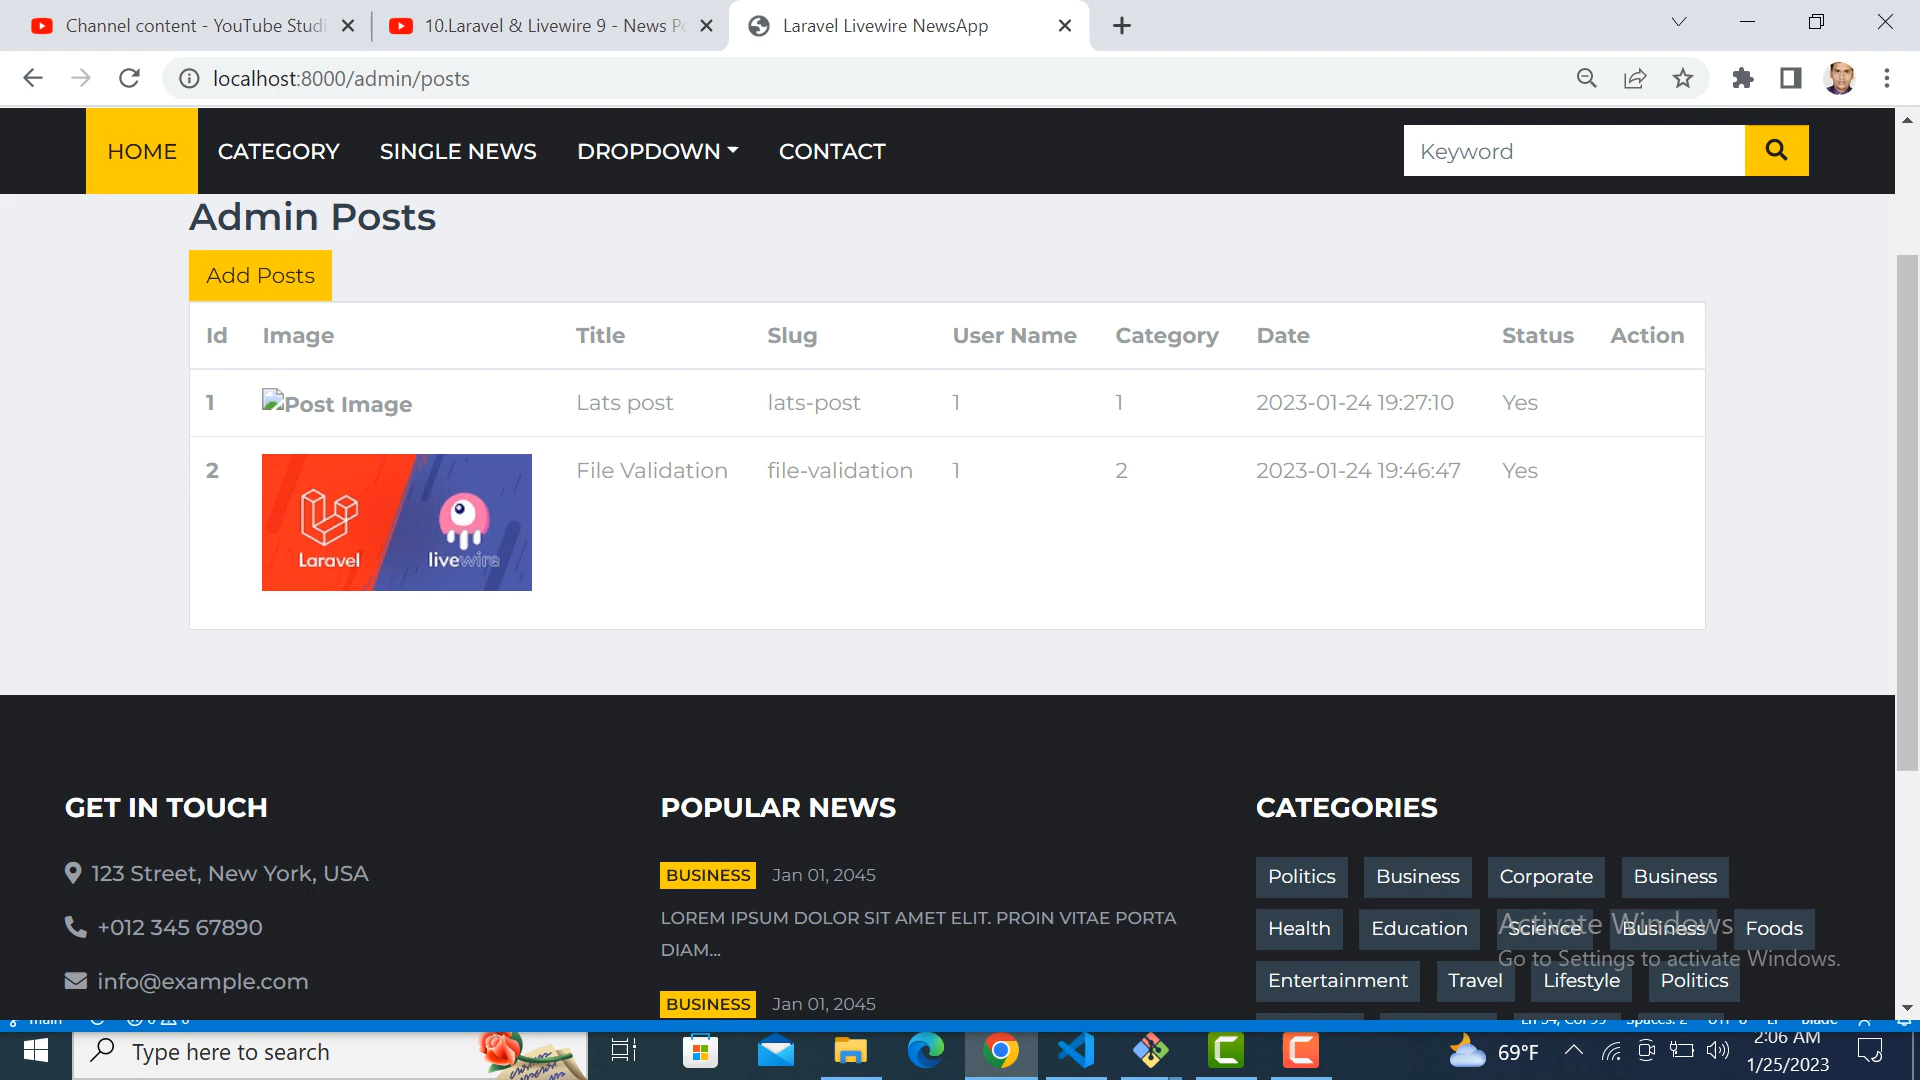 Channel content - YouTube Studi
10.Laravel & Livewire 9 - News Po
Laravel Livewire NewsApp
localhost:8000/admin/posts
HOME CATEGORY SINGLE NEWS DROPDOWN CONTACT Keyword
Admin Posts
Add Posts
Id Image Title Slug User Name Category Date Status Action
1 Post Image Lats post lats-post 1 1 2023-01-24 19:27:10 Yes
2 File Validation file-validation 1 2 2023-01-24 19:46:47 Yes
Laravel livewire
GET IN TOUCH
123 Street, New York, USA
+012 345 67890
info@example.com
POPULAR NEWS
BUSINESS Jan 01, 2045
LOREM IPSUM DOLOR SIT AMET ELIT. PROIN VITAE PORTA
DIAM...
BUSINESS Jan 01, 2045
CATEGORIES
Politics Business Corporate Business
Health Education Science Business Foods
Entertainment Travel Lifestyle Politics
Activate Windows
Go to Settings to activate Windows.
Type here to search
69°F
2:06 AM
1/25/2023